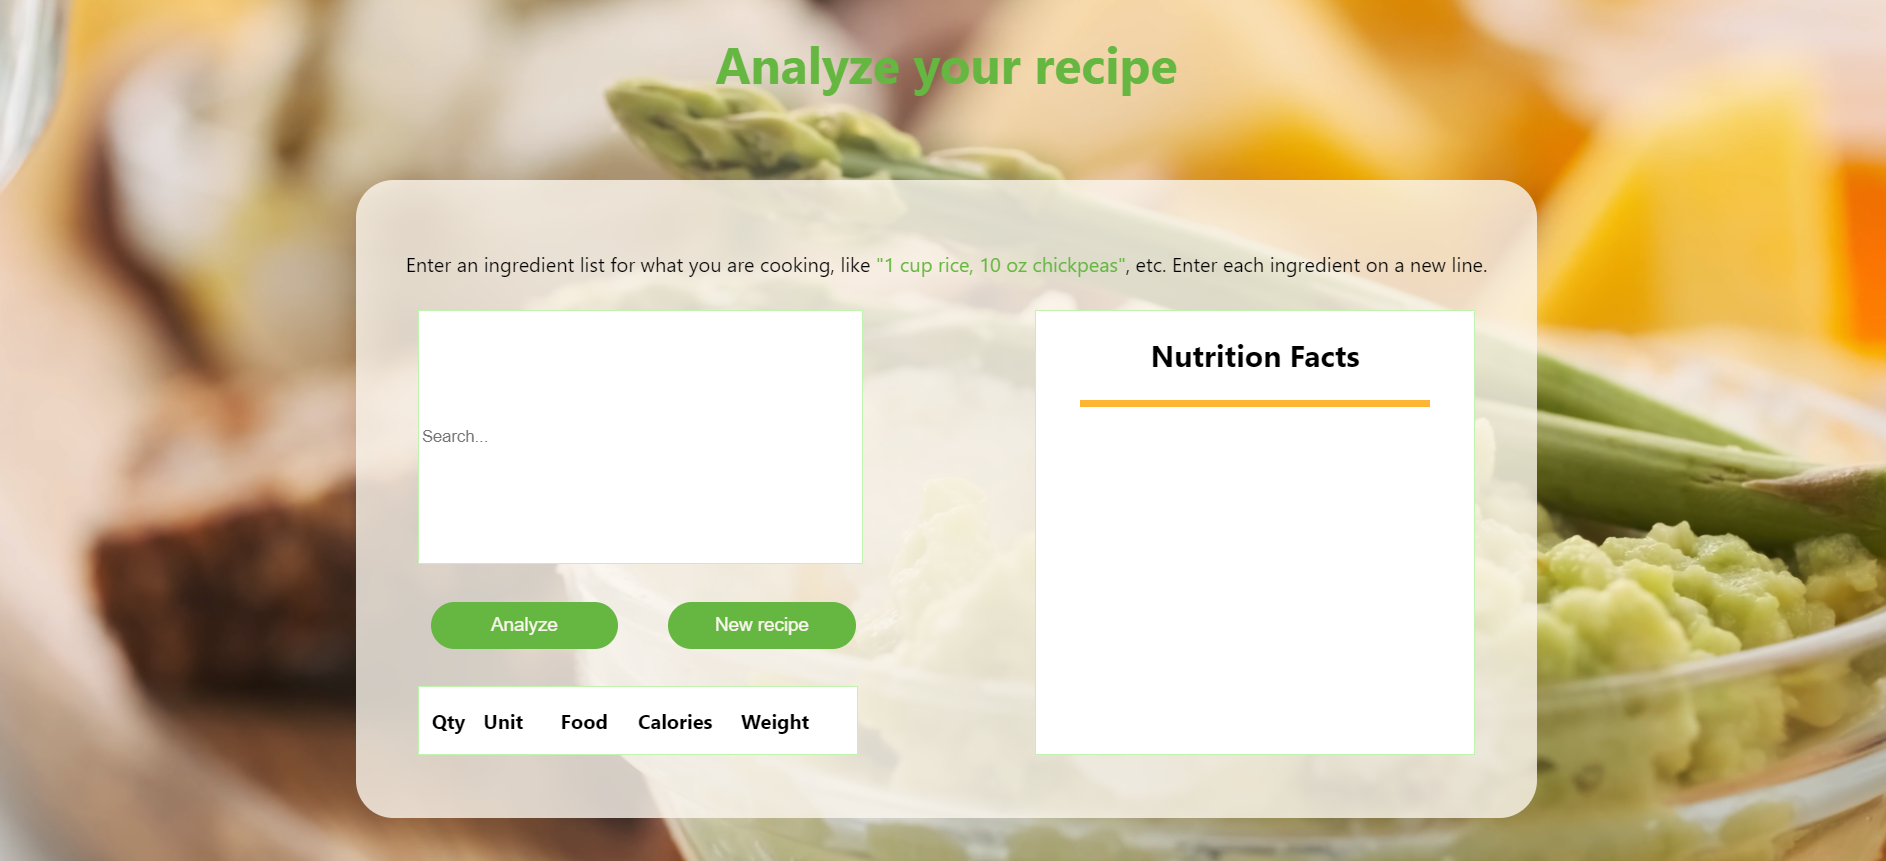 Analyze your recipe
Enter an ingredient list for what you are cooking, like "1 cup rice, 10 oz chickpeas", etc. Enter each ingredient on a new line.
Search...
Analyze
New recipe
Qty Unit Food Calories Weight
Nutrition Facts